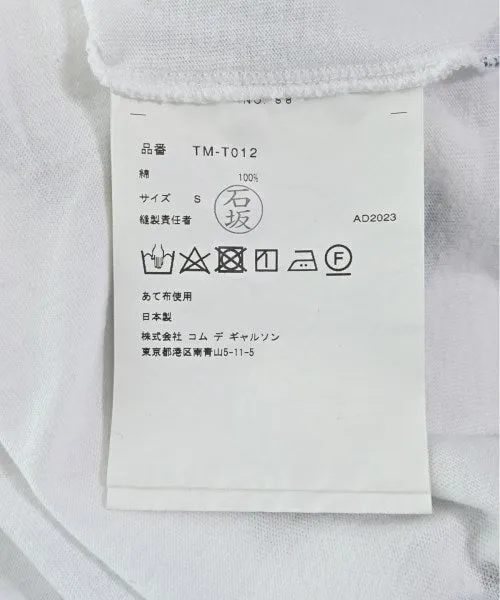 NO. 88
品番 TM-T012
綿 100%
サイズ S
縫製責任者 石坂 AD2023
F
あて布使用
日本製
株式会社 コム デ ギャルソン
東京都港区南青山5-11-5